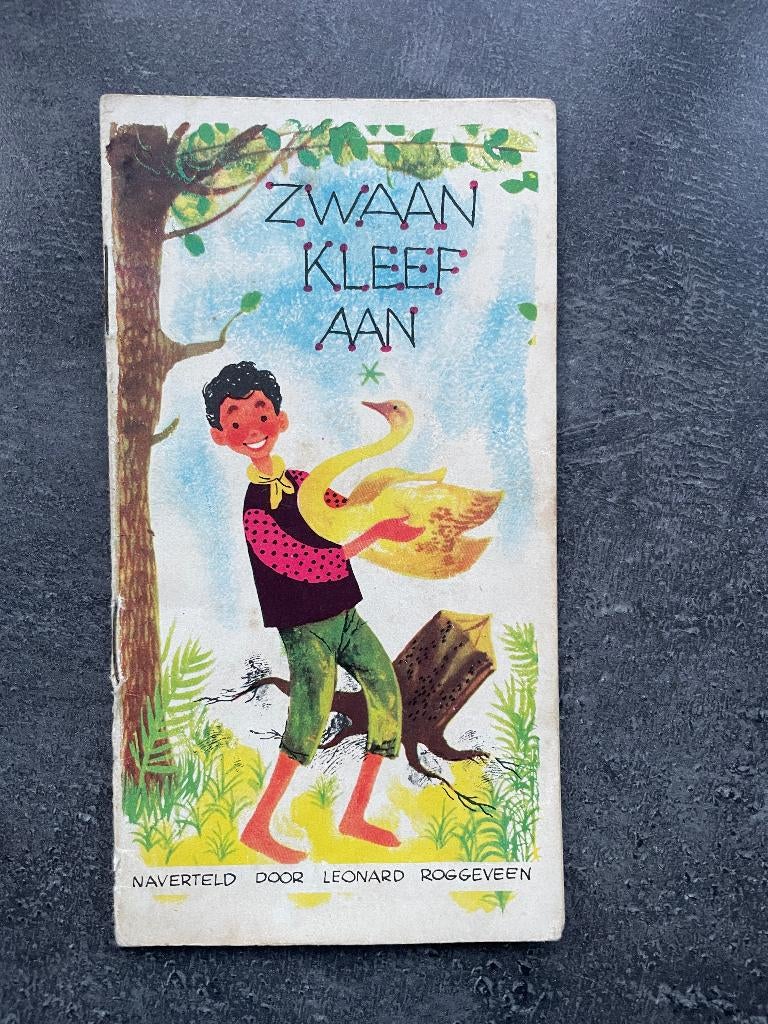 ZWAAN
KLEEF
AAN
NAVERTELD DOOR LEONARD ROGGEVEEN